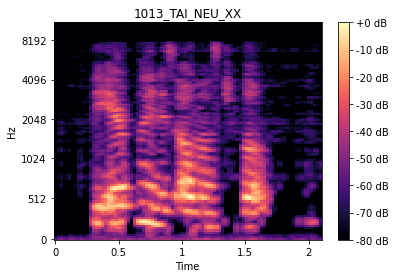 1013_TAI_NEU_XX
+0 dB
8192
-10 dB
4096
-20 dB
-30 dB
2048
Hz
-40 dB
1024
-50 dB
512
-60 dB
-70 dB
0
-80 dB
0 0.5 1 1.5 2
Time